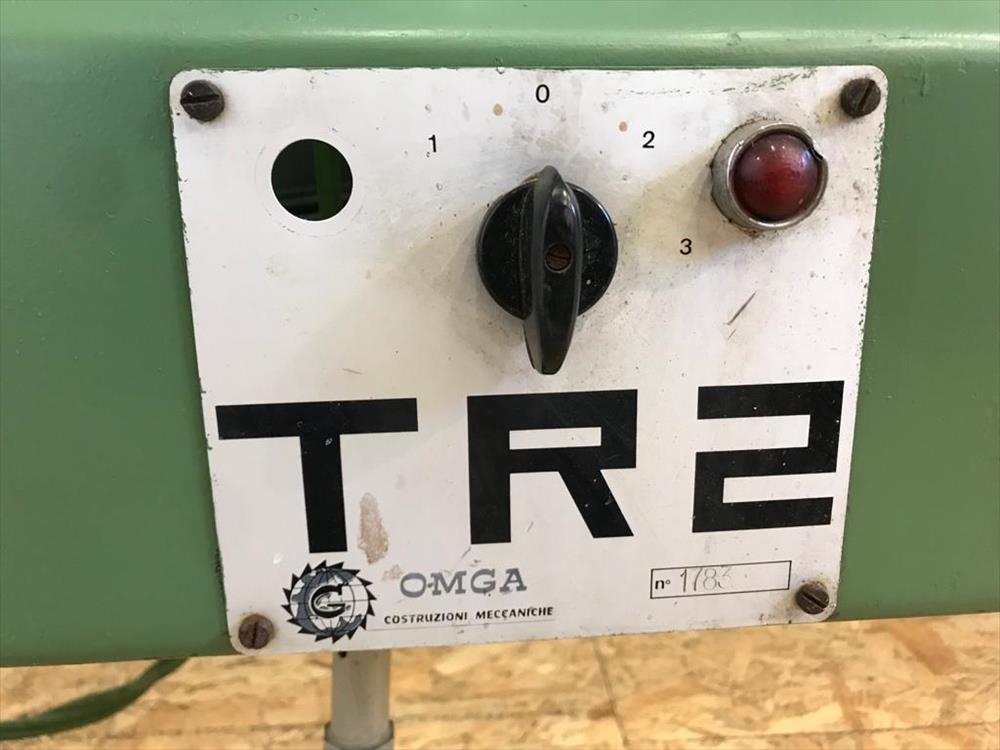 0
1
2
3
TR2
G
OMGA
COSTRUZIONI MECCANICHE
n° 1783